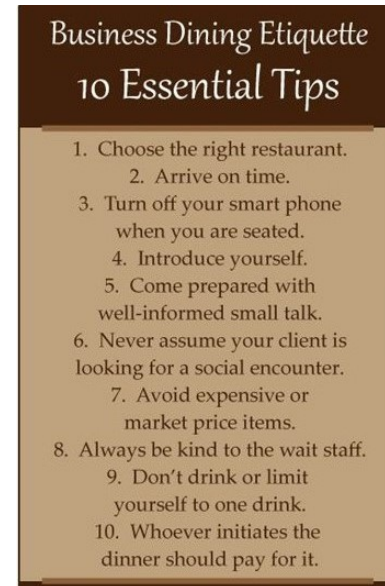 Business Dining Etiquette
10 Essential Tips
1. Choose the right restaurant.
2. Arrive on time.
3. Turn off your smart phone
when you are seated.
4. Introduce yourself.
5. Come prepared with
well-informed small talk.
6. Never assume your client is
looking for a social encounter.
7. Avoid expensive or
market price items.
8. Always be kind to the wait staff.
9. Don't drink or limit
yourself to one drink.
10. Whoever initiates the
dinner should pay for it.